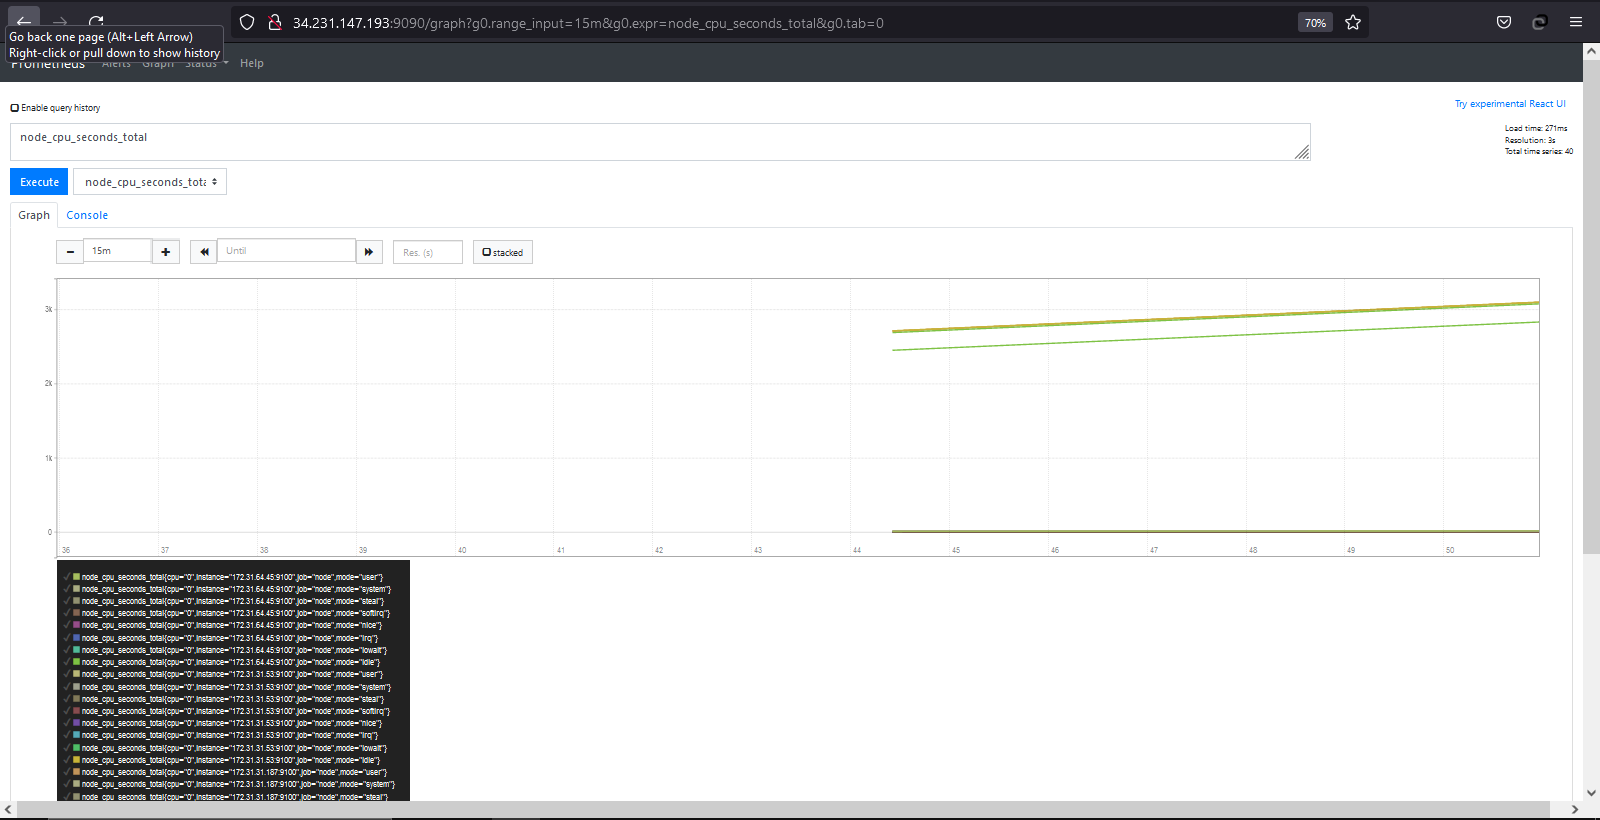 34.231.147.193:9090/graph?g0.range_input=15m&g0.expr=node_cpu_seconds_total&g0.tab=0
70%
Go back one page (Alt+Left Arrow)
Right-click or pull down to show history
Prometheus Alerts Graph Status Help
Enable query history
Try experimental React UI
node_cpu_seconds_total
Load time: 271ms
Resolution: 3s
Total time series: 40
Execute
node_cpu_seconds_tota
Graph
Console
15m
Until
Res. (s)
stacked
3k
2k
1k
0
36 37 38 39 40 41 42 43 44 45 46 47 48 49 50
node_cpu_seconds_total{cpu="0",instance="172.31.64.45:9100",job="node",mode="user"}
node_cpu_seconds_total{cpu="0",instance="172.31.64.45:9100",job="node",mode="system"}
node_cpu_seconds_total{cpu="0",instance="172.31.64.45:9100",job="node",mode="steal"}
node_cpu_seconds_total{cpu="0",instance="172.31.64.45:9100",job="node",mode="softirq"}
node_cpu_seconds_total{cpu="0",instance="172.31.64.45:9100",job="node",mode="nice"}
node_cpu_seconds_total{cpu="0",instance="172.31.64.45:9100",job="node",mode="irq"}
node_cpu_seconds_total{cpu="0",instance="172.31.64.45:9100",job="node",mode="iowait"}
node_cpu_seconds_total{cpu="0",instance="172.31.64.45:9100",job="node",mode="idle"}
node_cpu_seconds_total{cpu="0",instance="172.31.31.53:9100",job="node",mode="user"}
node_cpu_seconds_total{cpu="0",instance="172.31.31.53:9100",job="node",mode="system"}
node_cpu_seconds_total{cpu="0",instance="172.31.31.53:9100",job="node",mode="steal"}
node_cpu_seconds_total{cpu="0",instance="172.31.31.53:9100",job="node",mode="softirq"}
node_cpu_seconds_total{cpu="0",instance="172.31.31.53:9100",job="node",mode="nice"}
node_cpu_seconds_total{cpu="0",instance="172.31.31.53:9100",job="node",mode="irq"}
node_cpu_seconds_total{cpu="0",instance="172.31.31.53:9100",job="node",mode="iowait"}
node_cpu_seconds_total{cpu="0",instance="172.31.31.53:9100",job="node",mode="idle"}
node_cpu_seconds_total{cpu="0",instance="172.31.31.187:9100",job="node",mode="user"}
node_cpu_seconds_total{cpu="0",instance="172.31.31.187:9100",job="node",mode="system"}
node_cpu_seconds_total{cpu="0",instance="172.31.31.187:9100",job="node",mode="steal"}